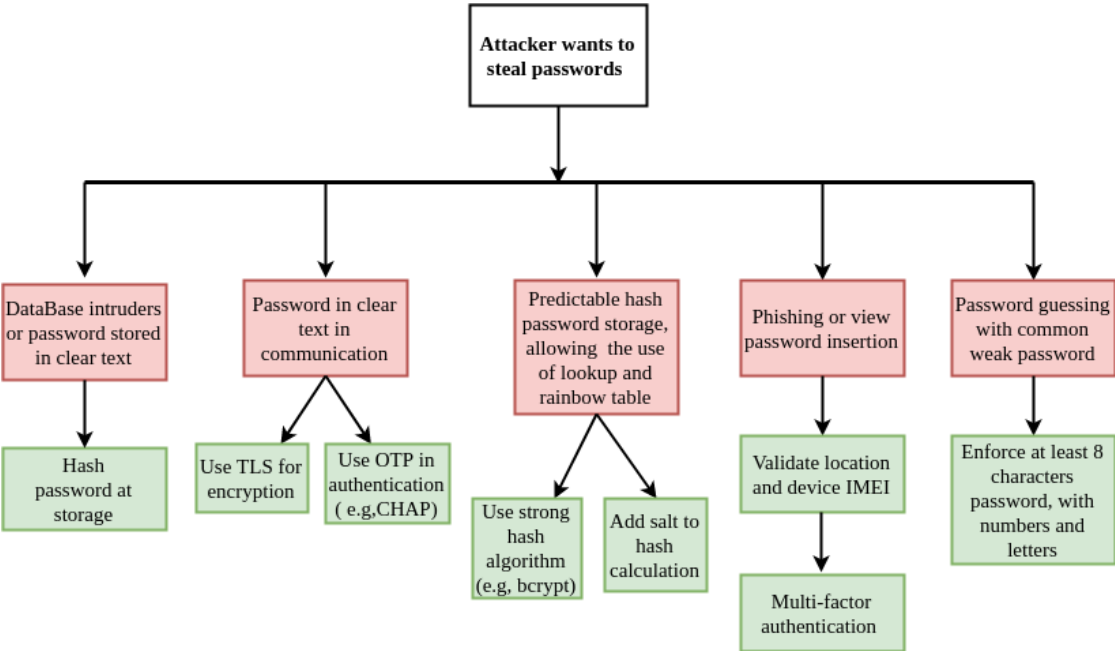 Attacker wants to
steal passwords
DataBase intruders
or password stored
in clear text
Password in clear
text in
communication
Predictable hash
password storage,
allowing the use
of lookup and
rainbow table
Phishing or view
password insertion
Password guessing
with common
weak password
Hash
password at
storage
Use TLS for
encryption
Use OTP in
authentication
( e.g,CHAP)
Use strong
hash
algorithm
(e.g, bcrypt)
Add salt to
hash
calculation
Validate location
and device IMEI
Multi-factor
authentication
Enforce at least 8
characters
password, with
numbers and
letters